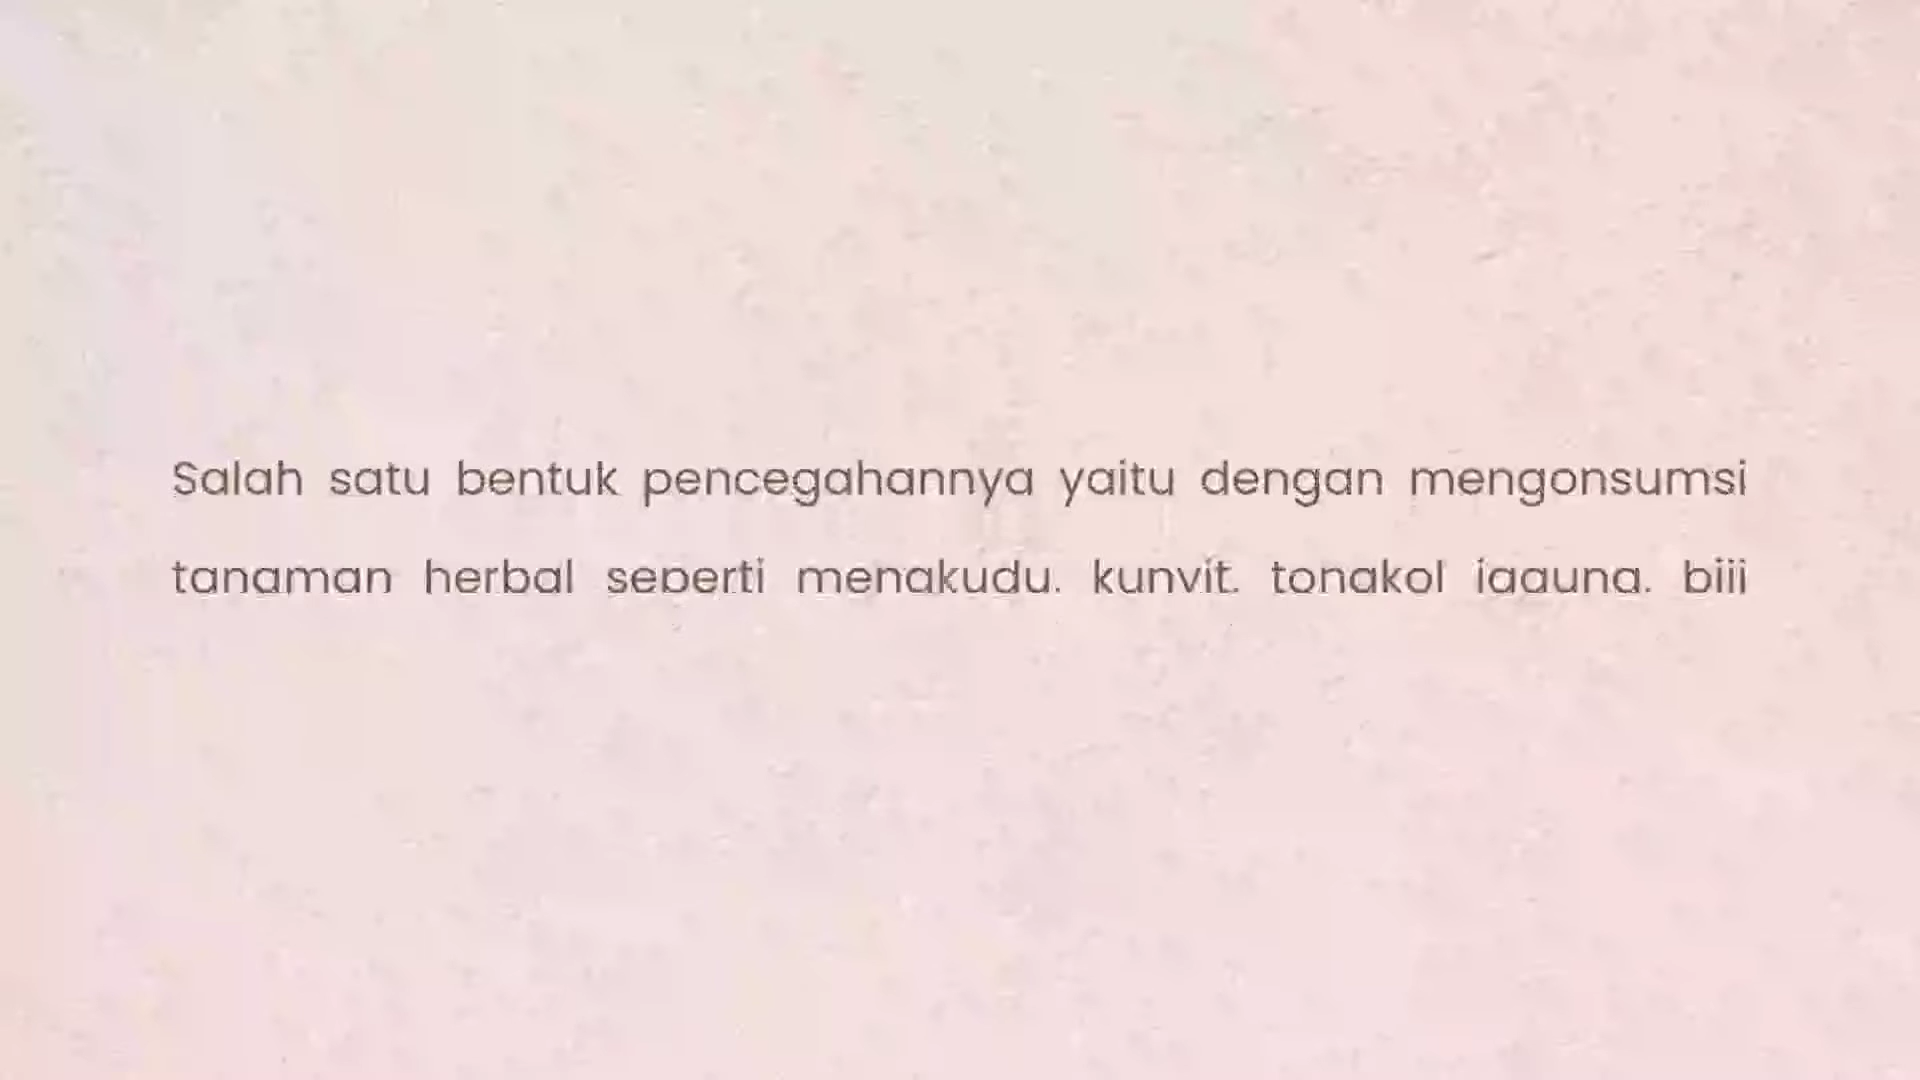 Salah satu bentuk pencegahannya yaitu dengan mengonsumsi
tanaman herbal seperti mengkudu, kunyit, tongkol jagung, biji